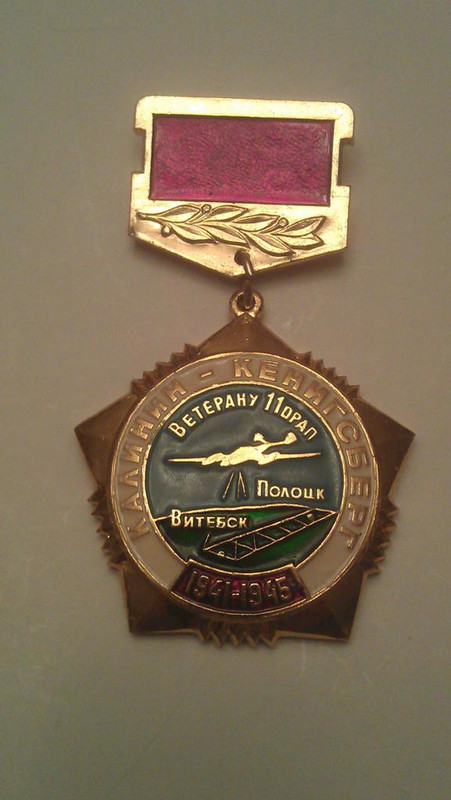 КАЛИНИН - КЕНИГСБЕРГ
ВЕТЕРАНУ 11 ОРАП
ПОЛОЦК
ВИТЕБСК
1941-1945